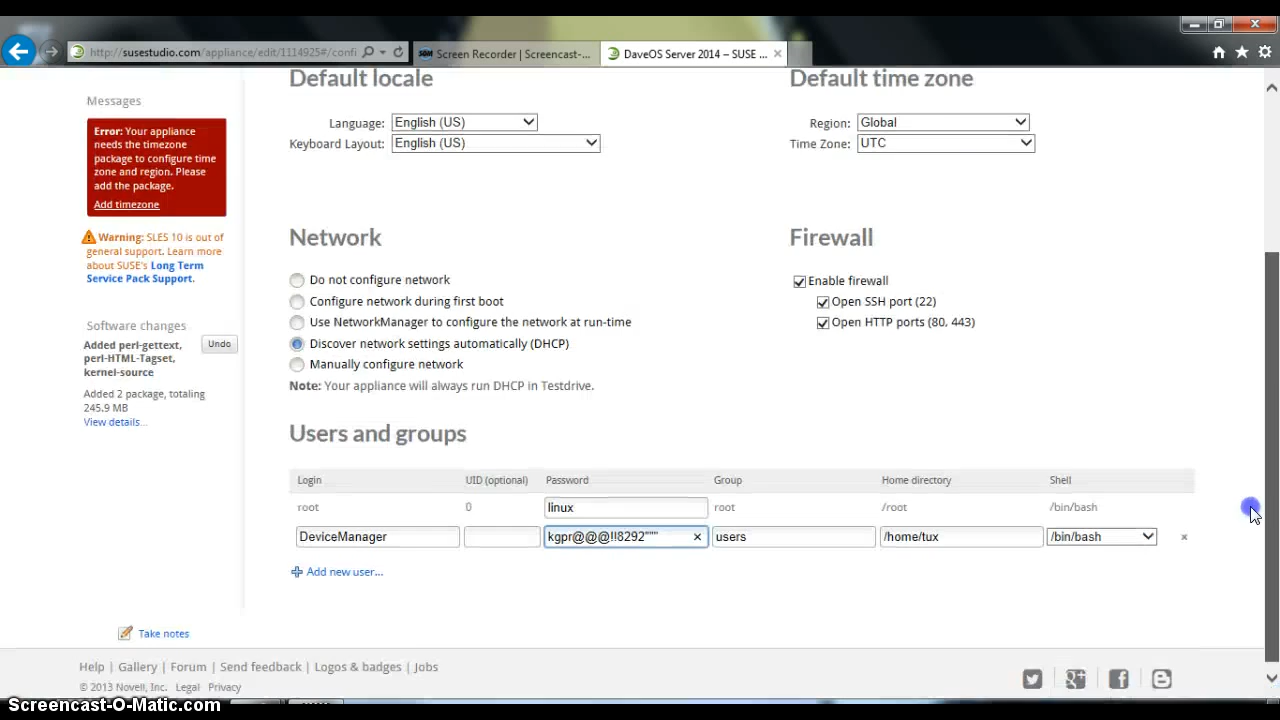 http://susestudio.com/appliance/edit/1114925#/confi
Screen Recorder | Screencast-...
DaveOS Server 2014 – SUSE ...
Messages
Error: Your appliance
needs the timezone
package to configure time
zone and region. Please
add the package.
Add timezone
Warning: SLES 10 is out of
general support. Learn more
about SUSE's Long Term
Service Pack Support.
Software changes
Undo
Added perl-gettext,
perl-HTML-Tagset,
kernel-source
Added 2 package, totaling
245.9 MB
View details...
Default locale
Language: English (US)
Keyboard Layout: English (US)
Default time zone
Region: Global
Time Zone: UTC
Network
Do not configure network
Configure network during first boot
Use NetworkManager to configure the network at run-time
Discover network settings automatically (DHCP)
Manually configure network
Note: Your appliance will always run DHCP in Testdrive.
Firewall
Enable firewall
Open SSH port (22)
Open HTTP ports (80, 443)
Users and groups
Login UID (optional) Password Group Home directory Shell
root 0 linux root /root /bin/bash
DeviceManager kgpr@@@!!8292""" users /home/tux /bin/bash
Add new user...
Take notes
Help | Gallery | Forum | Send feedback | Logos & badges | Jobs
© 2013 Novell, Inc. Legal Privacy
Screencast-O-Matic.com